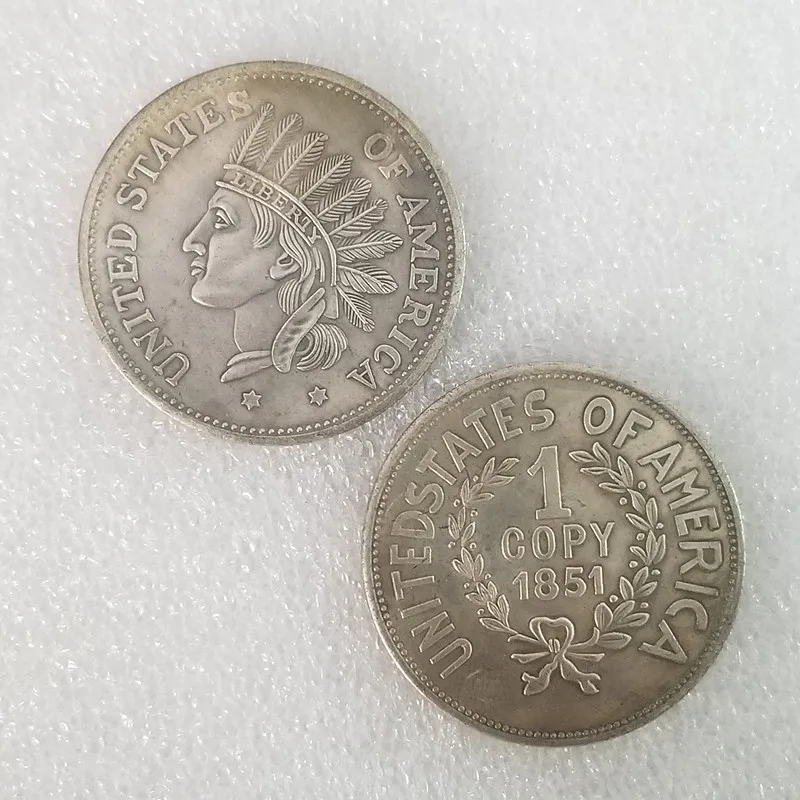 UNITED STATES OF AMERICA
LIBERTY
UNITEDSTATES OF AMERICA
1
COPY
1851